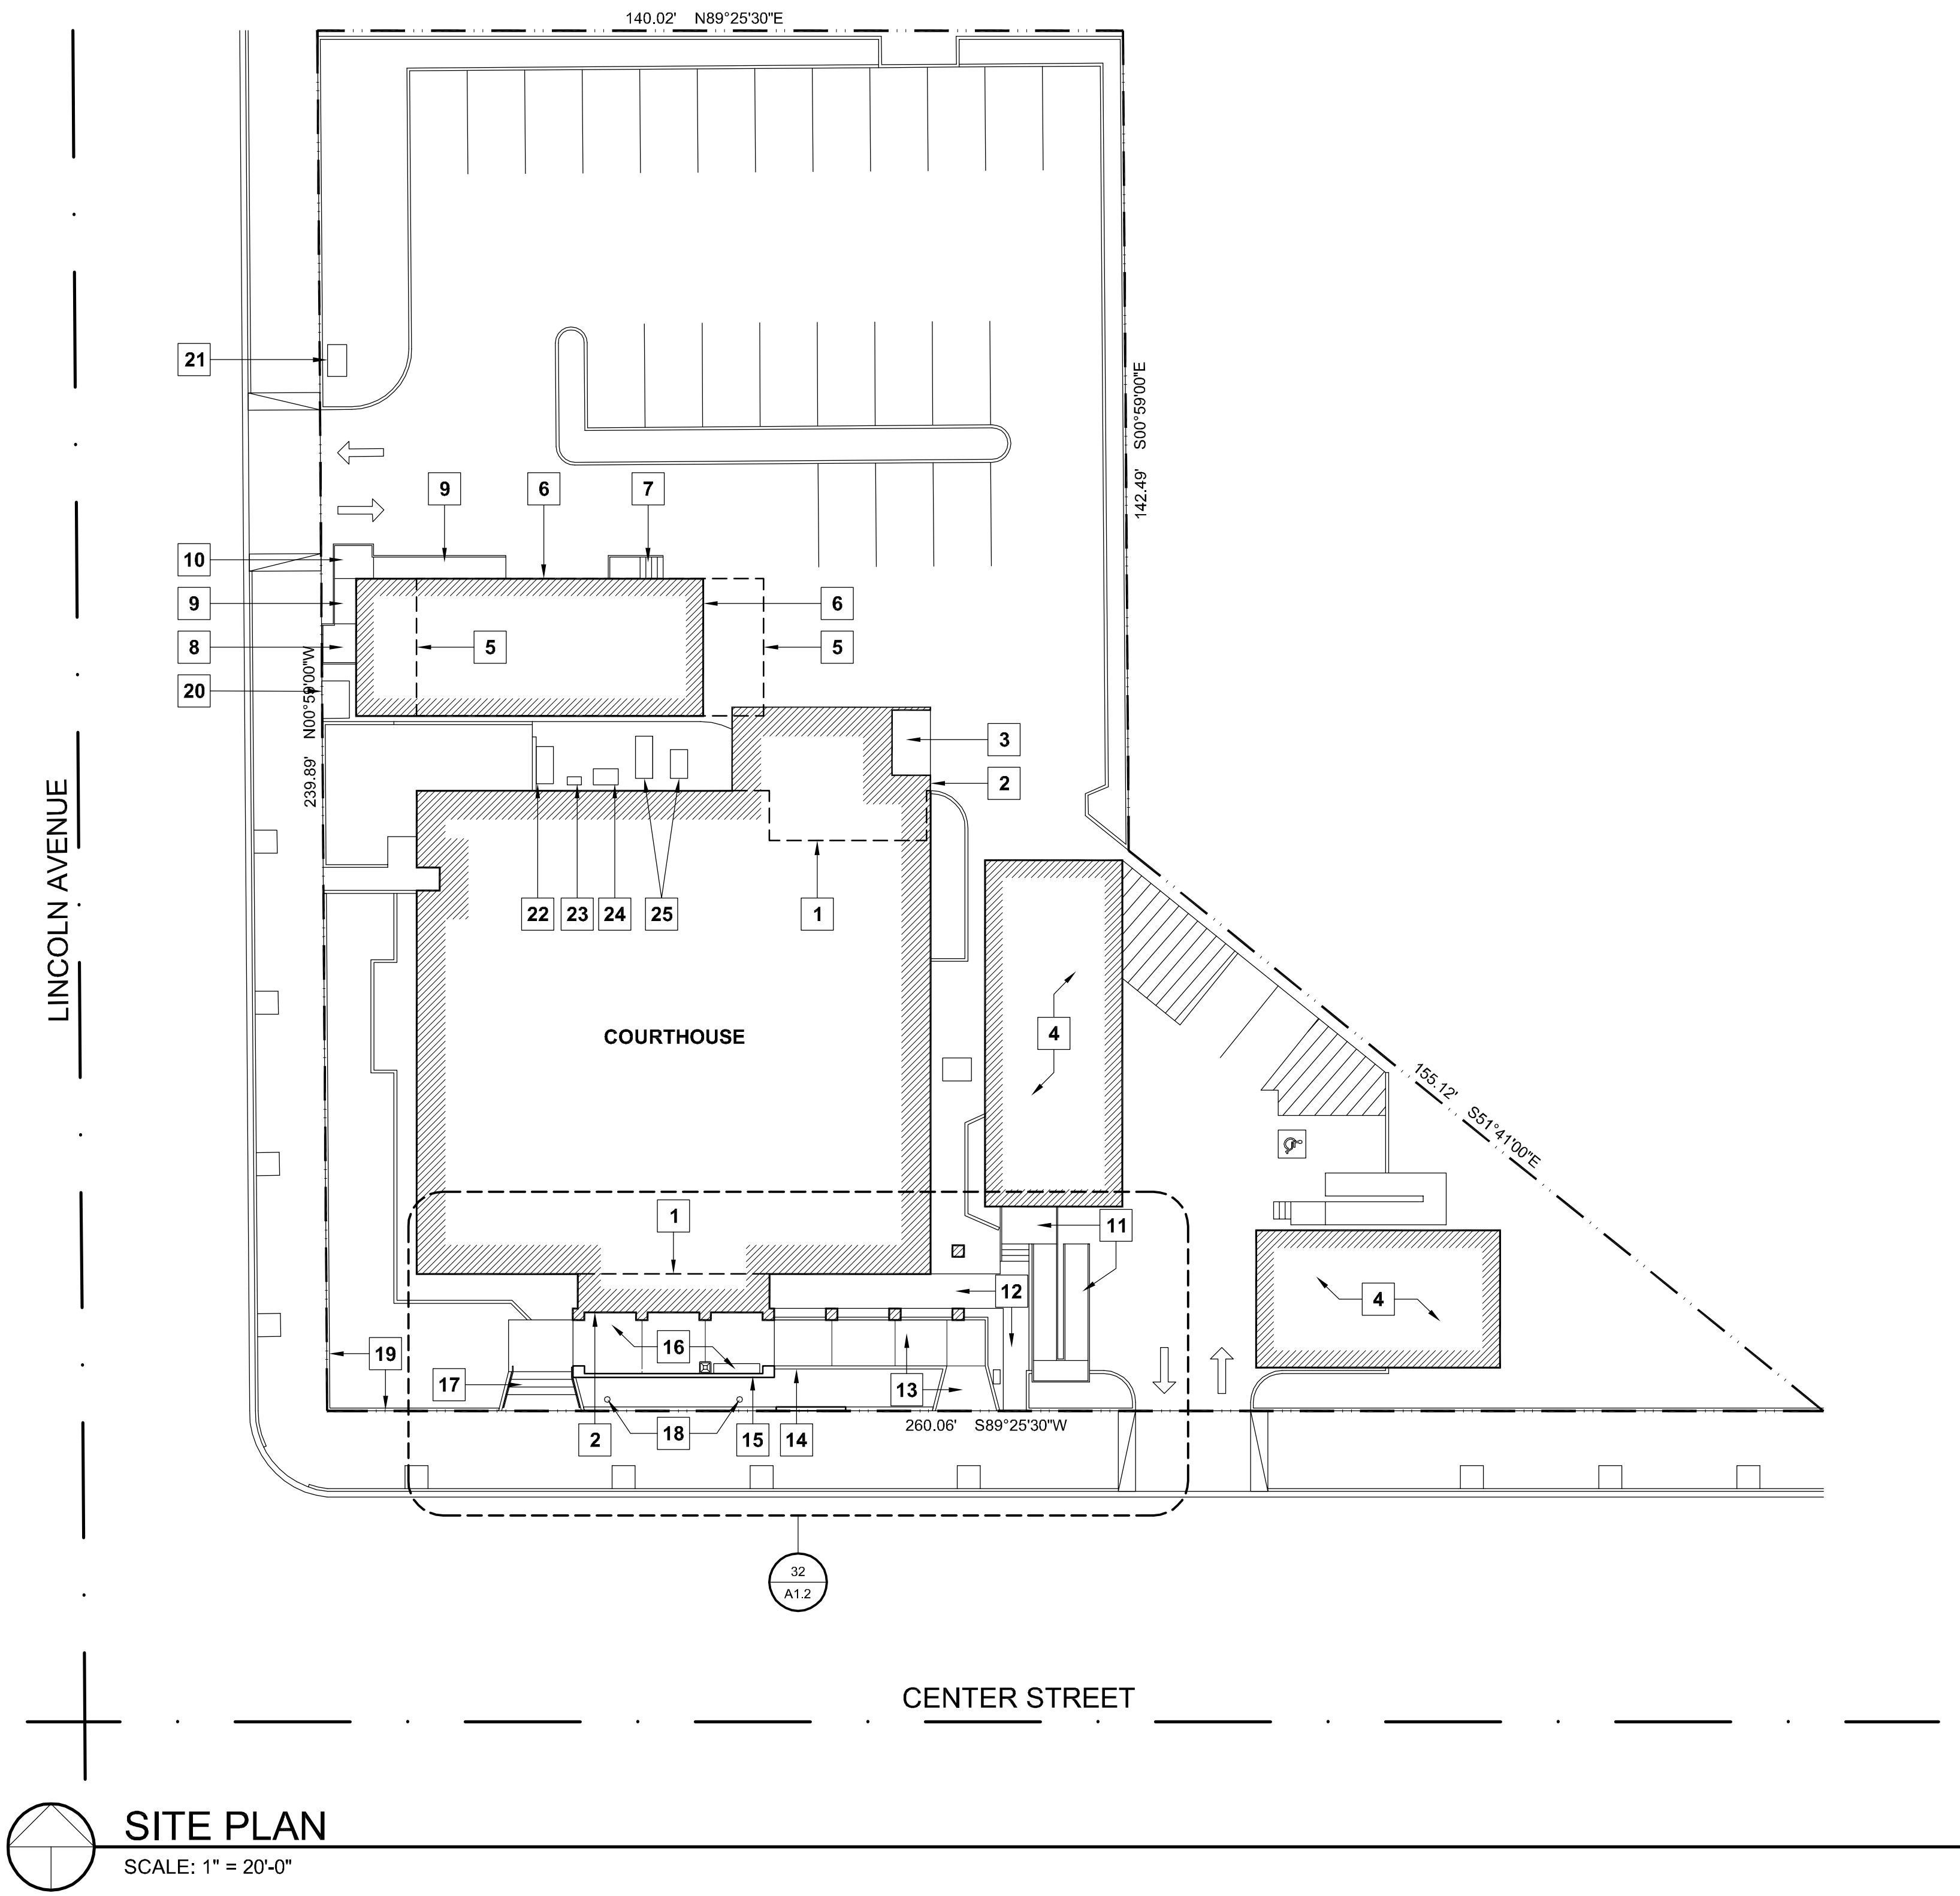 140.02' N89°25'30"E
21
142.49' S00°59'00"E
9
6
7
10
9
6
8
5
5
20
239.89' N00°59'00"W
3
2
LINCOLN AVENUE
22
23
24
25
1
COURTHOUSE
4
155.12' S51°41'00"E
1
11
12
4
16
19
17
13
260.06' S89°25'30"W
2
18
15
14
32
A1.2
CENTER STREET
SITE PLAN
SCALE: 1" = 20'-0"